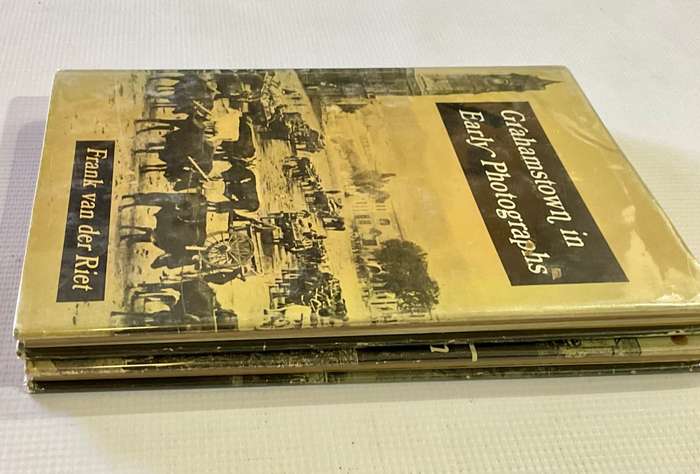 Grahamstown in
Early Photographs
Frank van der Riet